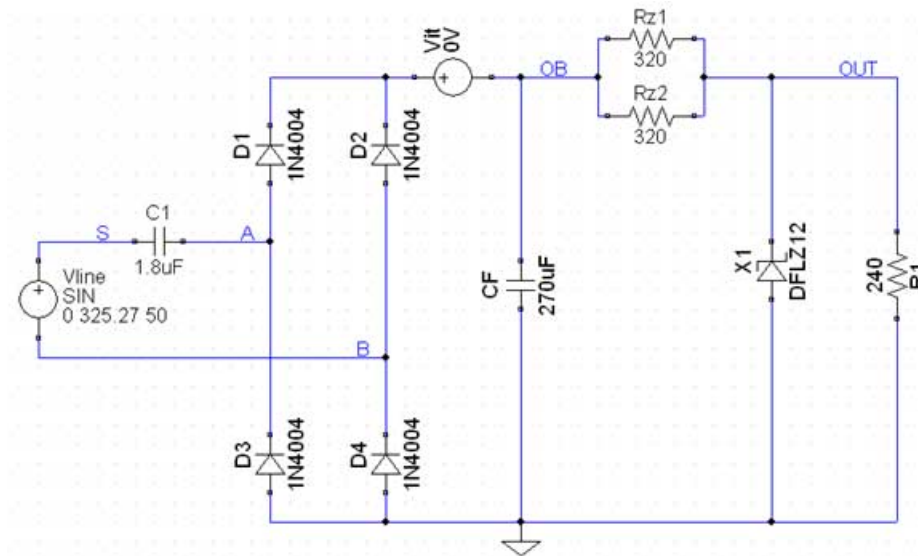 Vit
0V
Rz1
320
OB
OUT
Rz2
320
D1
1N4004
D2
1N4004
C1
S
A
1.8uF
Vline
SIN
0 325.27 50
B
CF
270uF
X1
DFLZ12
240
R1
D3
1N4004
D4
1N4004